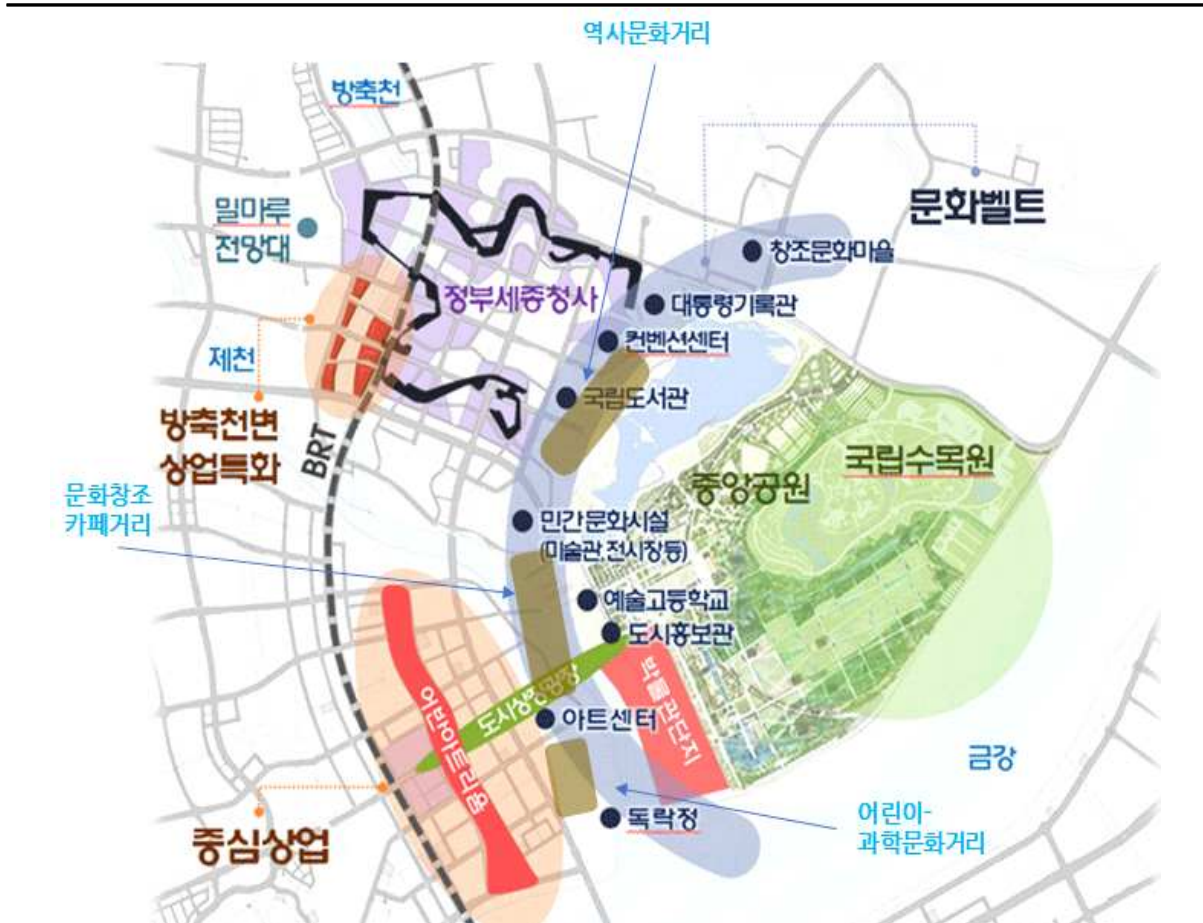 역사문화거리
방축천
밀마루
전망대
문화벨트
창조문화마을
정부세종청사
대통령기록관
컨벤션센터
제천
국립도서관
방축천변
상업특화
BRT
국립수목원
중앙공원
문화창조
카페거리
민간문화시설
(미술관,전시장등)
예술고등학교
도시홍보관
도시상징광장
박물관단지
어반아트리움
아트센터
금강
독락정
중심상업
어린이-
과학문화거리